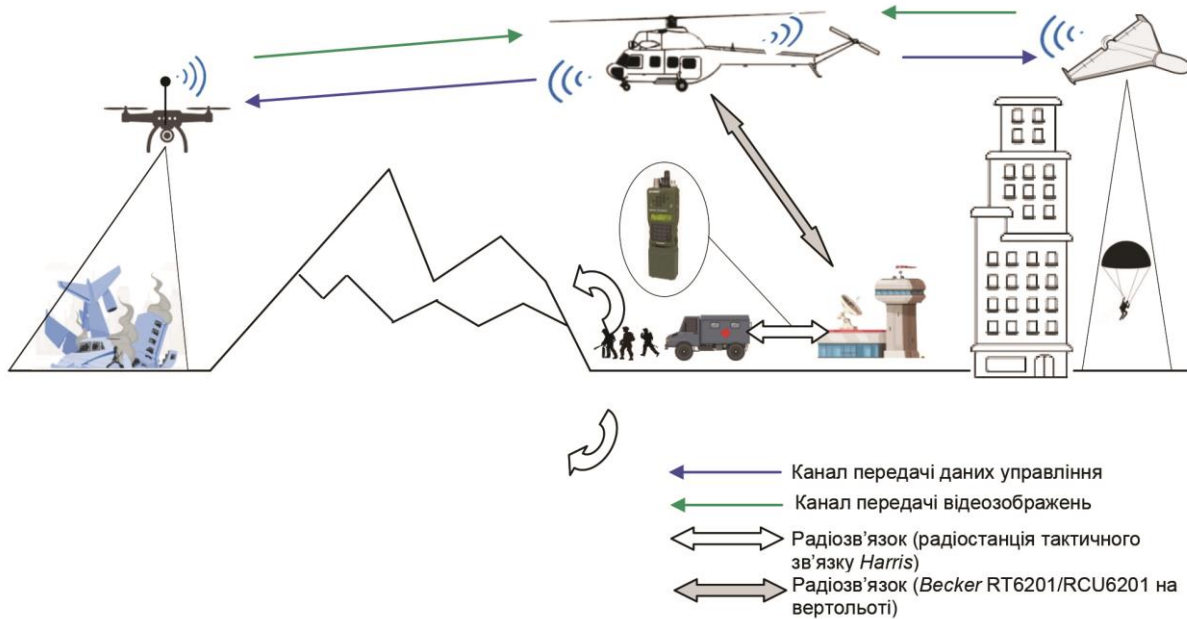 Канал передачі даних управління
Канал передачі відеозображень
Радіозв’язок (радіостанція тактичного
зв’язку Harris)
Радіозв’язок (Becker RT6201/RCU6201 на
вертольоті)